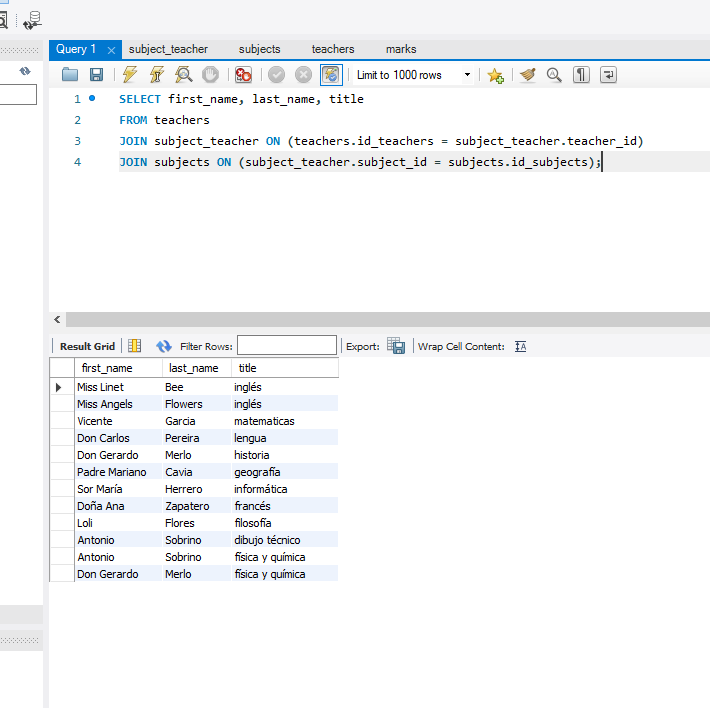 Query 1 subject_teacher subjects teachers marks
Limit to 1000 rows
1 SELECT first_name, last_name, title
2 FROM teachers
3 JOIN subject_teacher ON (teachers.id_teachers = subject_teacher.teacher_id)
4 JOIN subjects ON (subject_teacher.subject_id = subjects.id_subjects);
Result Grid Filter Rows: Export: Wrap Cell Content:
first_name last_name title
Miss Linet Bee inglés
Miss Angels Flowers inglés
Vicente Garcia matematicas
Don Carlos Pereira lengua
Don Gerardo Merlo historia
Padre Mariano Cavia geografía
Sor María Herrero informática
Doña Ana Zapatero francés
Loli Flores filosofía
Antonio Sobrino dibujo técnico
Antonio Sobrino física y química
Don Gerardo Merlo física y química